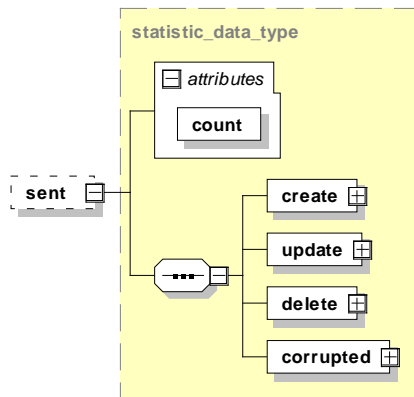 statistic_data_type
attributes
count
sent
create
update
delete
corrupted